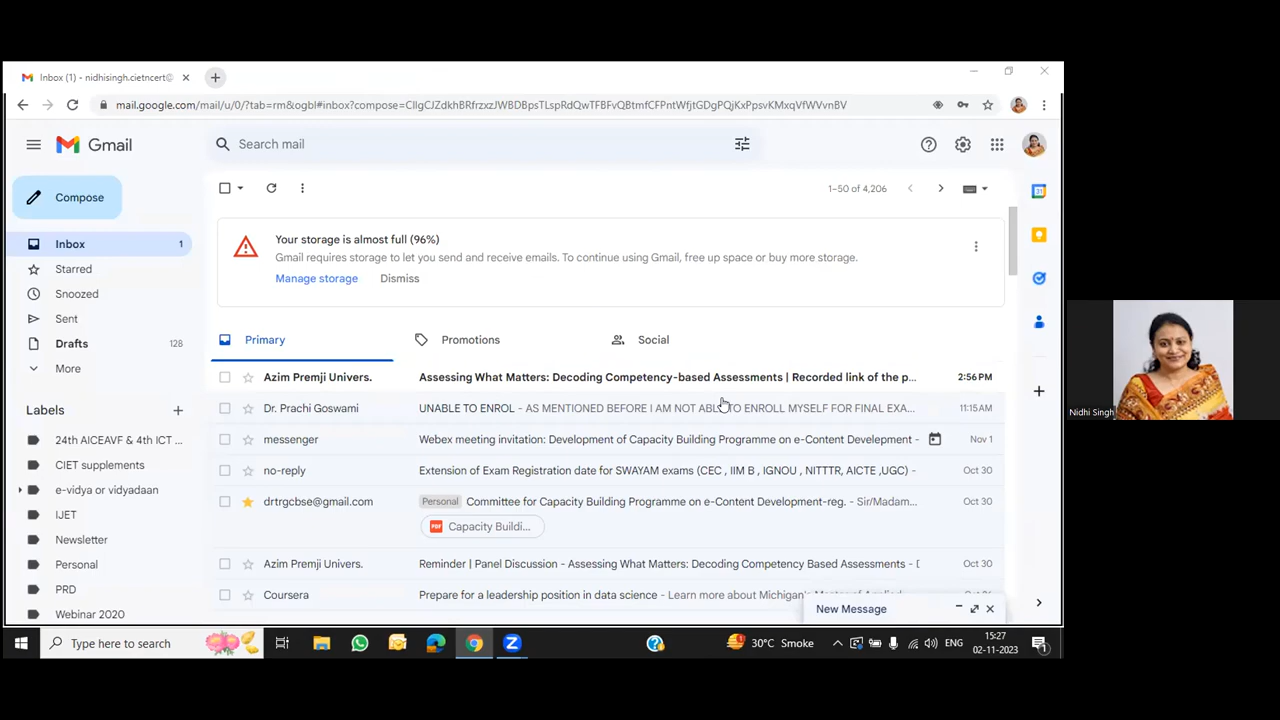 Inbox (1) - nidhisingh.cietncert@
mail.google.com/mail/u/0/?tab=rm&ogbl#inbox?compose=
Gmail
Search mail
Compose
1–50 of 4,206
Inbox 1
Starred
Snoozed
Sent
Drafts 128
More
Labels
24th AICEAVF & 4th ICT ...
CIET supplements
e-vidya or vidyadaan
IJET
Newsletter
Personal
PRD
Webinar 2020
Your storage is almost full (96%)
Gmail requires storage to let you send and receive emails. To continue using Gmail, free up space or buy more storage.
Manage storage Dismiss
Primary Promotions Social
Azim Premji Univers. Assessing What Matters: Decoding Competency-based Assessments | Recorded link of the p... 2:56 PM
Dr. Prachi Goswami UNABLE TO ENROL - AS MENTIONED BEFORE I AM NOT ABLE TO ENROLL MYSELF FOR FINAL EXA... 11:15 AM
messenger Webex meeting invitation: Development of Capacity Building Programme on e-Content Development - Nov 1
no-reply Extension of Exam Registration date for SWAYAM exams (CEC , IIM B , IGNOU , NITTTR, AICTE ,UGC) - Oct 30
drtrgcbse@gmail.com Personal Committee for Capacity Building Programme on e-Content Development-reg. - Sir/Madam... Oct 30
PDF Capacity Buildi...
Azim Premji Univers. Reminder | Panel Discussion - Assessing What Matters: Decoding Competency Based Assessments - Oct 30
Coursera Prepare for a leadership position in data science - Learn more about Michigan's
New Message
Type here to search
30°C Smoke
ENG
15:27
02-11-2023
Nidhi Singh